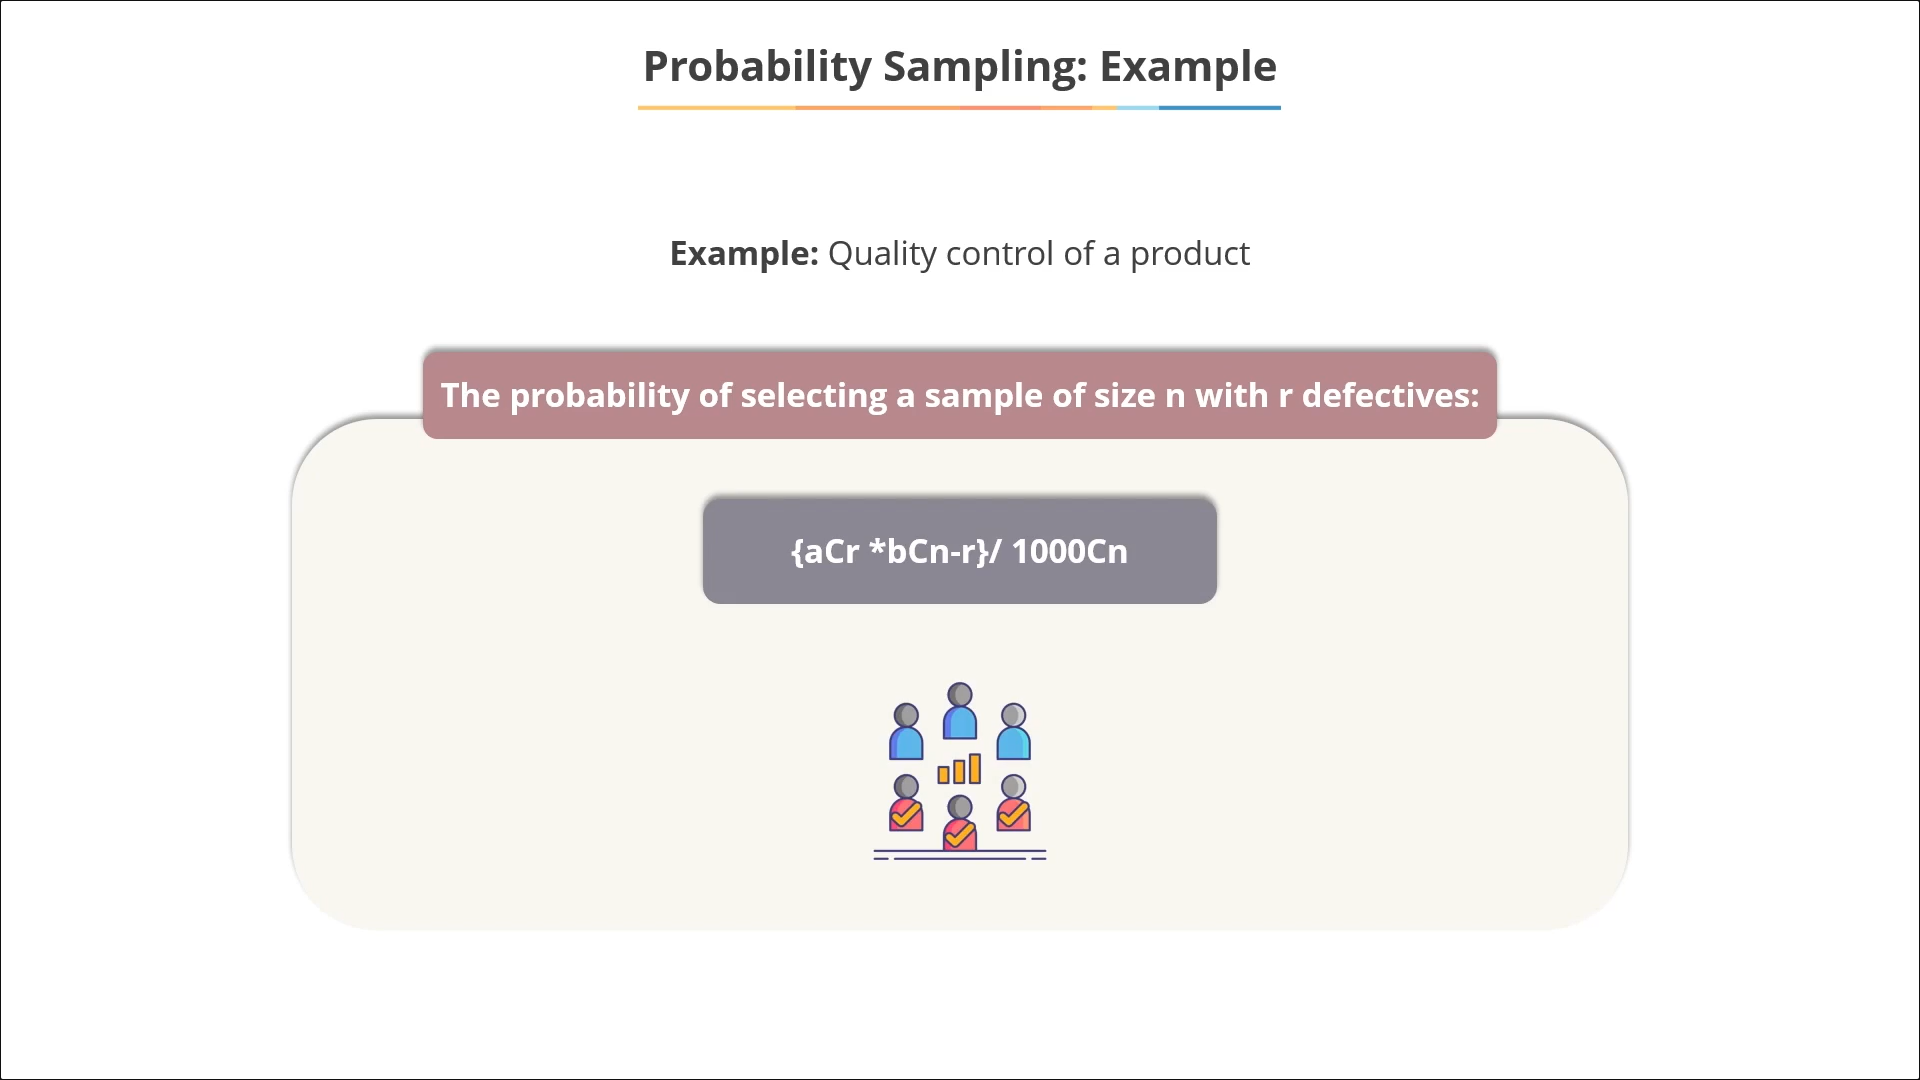 Probability Sampling: Example
Example: Quality control of a product
The probability of selecting a sample of size n with r defectives:
{aCr *bCn-r}/ 1000Cn